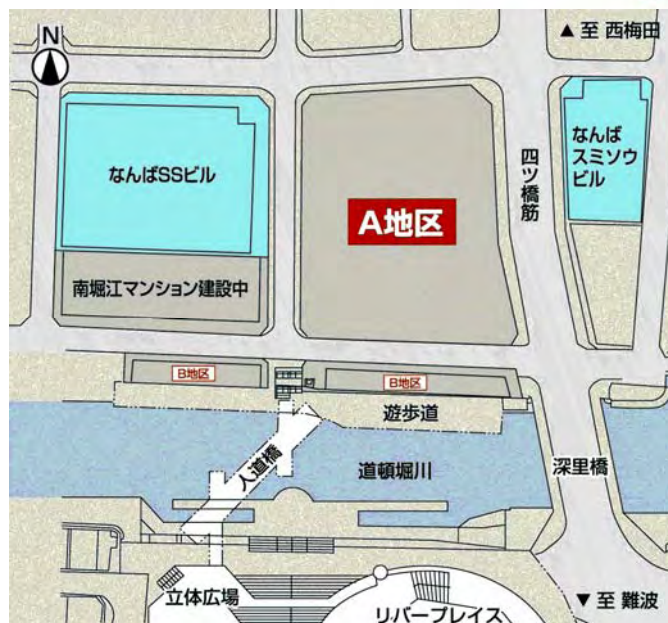 ▲至 西梅田
N
なんばSSビル
A地区
四ツ橋筋
なんば
スミソウ
ビル
南堀江マンション建設中
B地区
B地区
遊歩道
人道橋
道頓堀川
深里橋
立体広場
リバープレイス
▼至 難波